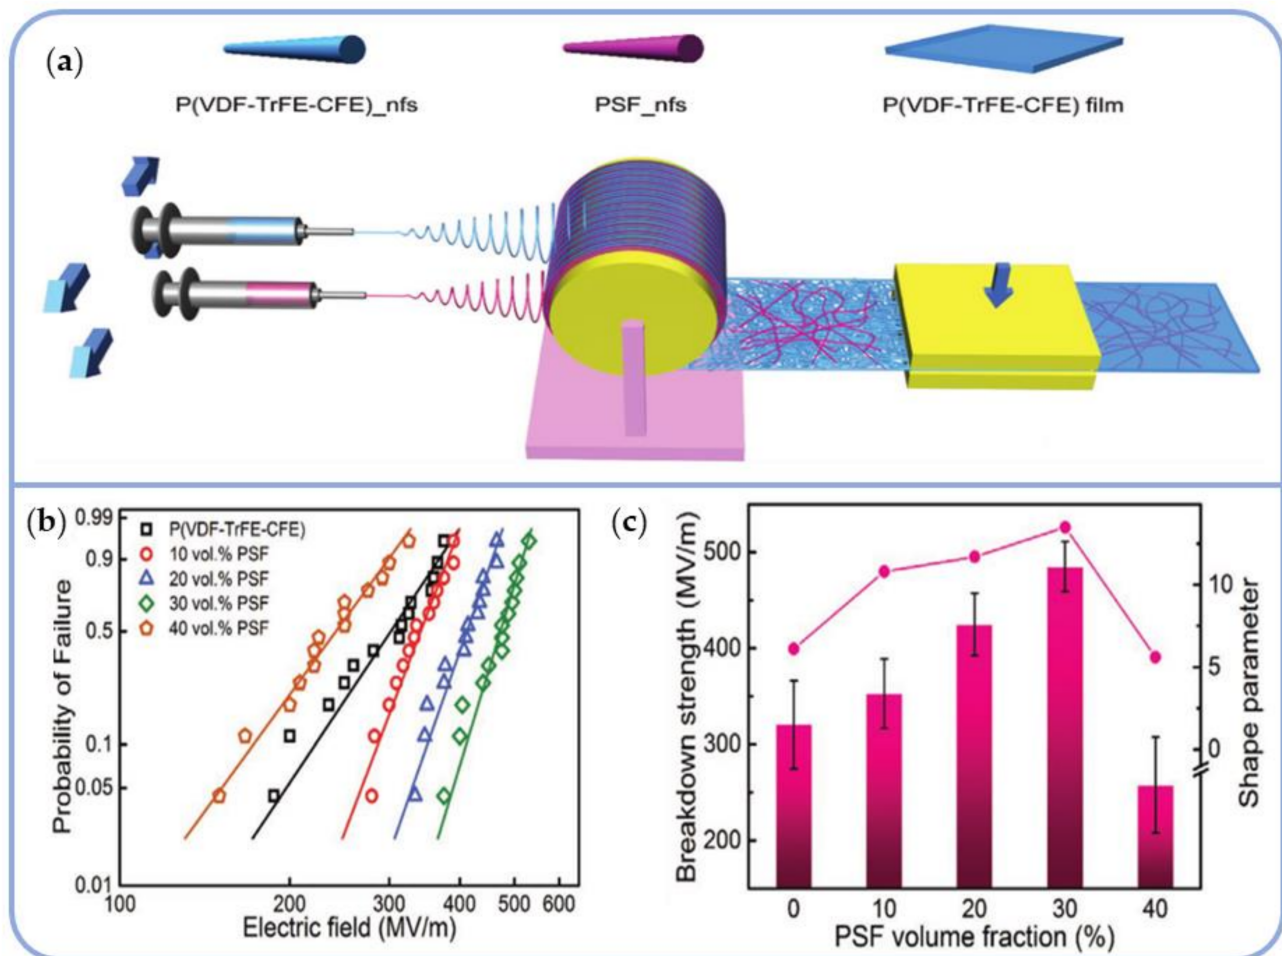 (a)
P(VDF-TrFE-CFE)_nfs
PSF_nfs
P(VDF-TrFE-CFE) film
(b)
Probability of Failure
0.99
0.9
0.5
0.1
0.05
0.01
P(VDF-TrFE-CFE)
10 vol.% PSF
20 vol.% PSF
30 vol.% PSF
40 vol.% PSF
100
200
300
400
500 600
Electric field (MV/m)
(c)
Breakdown strength (MV/m)
500
400
300
200
10
5
0
Shape parameter
0
10
20
30
40
PSF volume fraction (%)